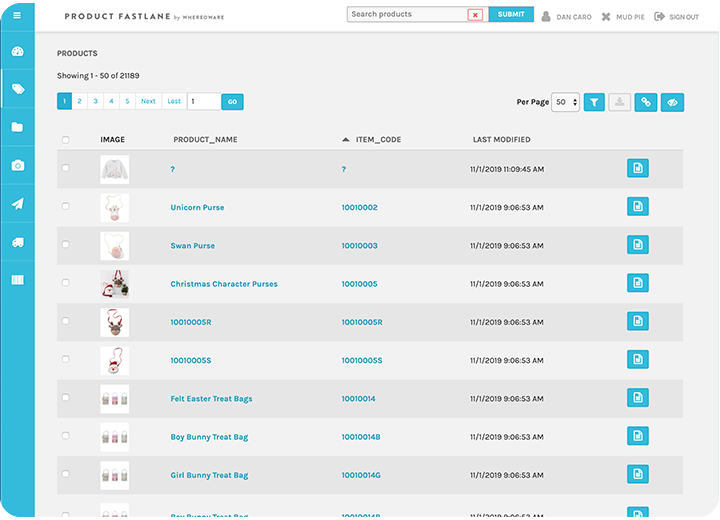 PRODUCT FASTLANE by WHEREOWARE
Search products
SUBMIT
DAN CARO
MUD PIE
SIGN OUT
PRODUCTS
Showing 1 - 50 of 21189
1 2 3 4 5 Next Last 1 GO
Per Page 50
IMAGE PRODUCT_NAME ITEM_CODE LAST MODIFIED
? ? 11/1/2019 11:09:45 AM
Unicorn Purse 10010002 11/1/2019 9:06:53 AM
Swan Purse 10010003 11/1/2019 9:06:53 AM
Christmas Character Purses 10010005 11/1/2019 9:06:53 AM
10010005R 10010005R 11/1/2019 9:06:53 AM
10010005S 10010005S 11/1/2019 9:06:53 AM
Felt Easter Treat Bags 10010014 11/1/2019 9:06:53 AM
Boy Bunny Treat Bag 10010014B 11/1/2019 9:06:53 AM
Girl Bunny Treat Bag 10010014G 11/1/2019 9:06:53 AM